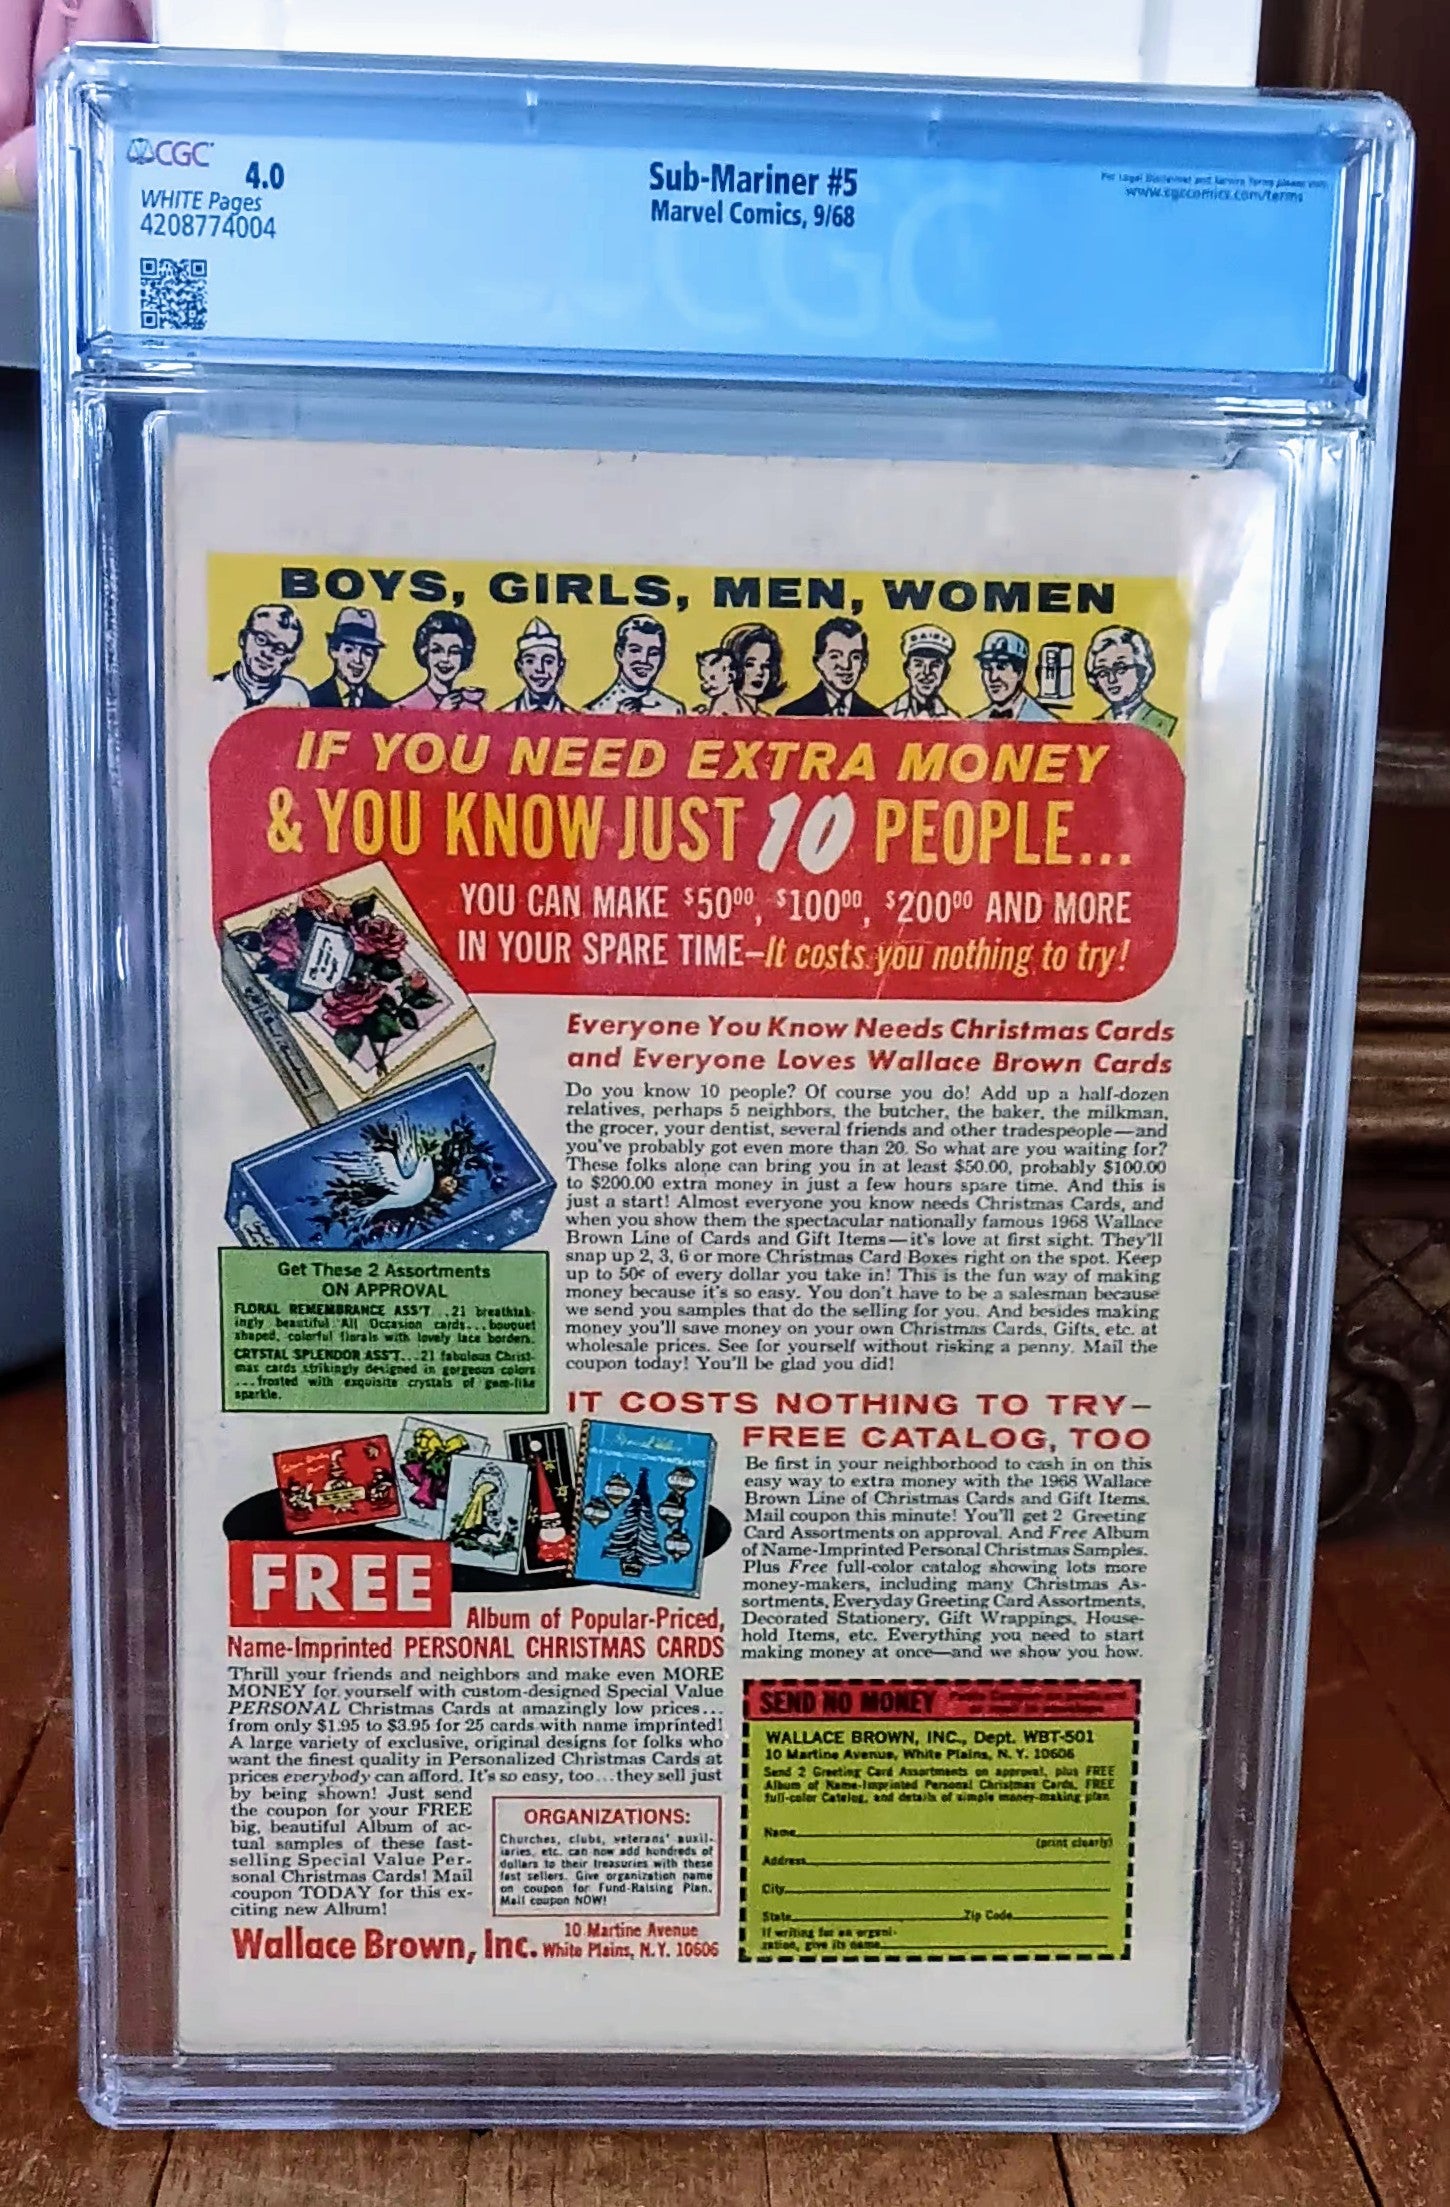 CGC
4.0
WHITE Pages
4208774004
Sub-Mariner #5
Marvel Comics, 9/68
www.cgccomics.com/terms
CGC
BOYS, GIRLS, MEN, WOMEN
DAIRY
IF YOU NEED EXTRA MONEY
& YOU KNOW JUST 10 PEOPLE...
YOU CAN MAKE $5000, $10000, $20000 AND MORE
IN YOUR SPARE TIME—It costs you nothing to try!
Everyone You Know Needs Christmas Cards
and Everyone Loves Wallace Brown Cards
Do you know 10 people? Of course you do! Add up a half-dozen
relatives, perhaps 5 neighbors, the butcher, the baker, the milkman,
the grocer, your dentist, several friends and other tradespeople—and
you've probably got even more than 20. So what are you waiting for?
These folks alone can bring you in at least $50.00, probably $100.00
to $200.00 extra money in just a few hours spare time. And this is
just a start! Almost everyone you know needs Christmas Cards, and
when you show them the spectacular nationally famous 1968 Wallace
Brown Line of Cards and Gift Items—it's love at first sight. They'll
snap up 2, 3, 6 or more Christmas Card Boxes right on the spot. Keep
up to 50¢ of every dollar you take in! This is the fun way of making
money because it's so easy. You don't have to be a salesman because
we send you samples that do the selling for you. And besides making
money you'll save money on your own Christmas Cards, Gifts, etc. at
wholesale prices. See for yourself without risking a penny. Mail the
coupon today! You'll be glad you did!
Get These 2 Assortments
ON APPROVAL
FLORAL REMEMBRANCE ASS'T...21 breathtak-
ingly beautiful All Occasion cards...bouquet
shaped, colorful florals with lovely lace borders.
CRYSTAL SPLENDOR ASS'T...21 fabulous Christ-
mas cards strikingly designed in gorgeous colors
...frosted with exquisite crystals of gem-like
sparkle.
IT COSTS NOTHING TO TRY—
FREE CATALOG, TOO
Be first in your neighborhood to cash in on this
easy way to extra money with the 1968 Wallace
Brown Line of Christmas Cards and Gift Items.
Mail coupon this minute! You'll get 2 Greeting
Card Assortments on approval. And Free Album
of Name-Imprinted Personal Christmas Samples.
Plus Free full-color catalog showing lots more
money-makers, including many Christmas As-
sortments, Everyday Greeting Card Assortments,
Decorated Stationery, Gift Wrappings, House-
hold Items, etc. Everything you need to start
making money at once—and we show you how.
FREE
Album of Popular-Priced,
Name-Imprinted PERSONAL CHRISTMAS CARDS
Thrill your friends and neighbors and make even MORE
MONEY for yourself with custom-designed Special Value
PERSONAL Christmas Cards at amazingly low prices...
from only $1.95 to $3.95 for 25 cards with name imprinted!
A large variety of exclusive, original designs for folks who
want the finest quality in Personalized Christmas Cards at
prices everybody can afford. It's so easy, too...they sell just
by being shown! Just send
the coupon for your FREE
big, beautiful Album of ac-
tual samples of these fast-
selling Special Value Per-
sonal Christmas Cards! Mail
coupon TODAY for this ex-
citing new Album!
ORGANIZATIONS:
Churches, clubs, veterans' auxil-
iaries, etc. can now add hundreds of
dollars to their treasuries with these
fast sellers. Give organization name
on coupon for Fund-Raising Plan.
Mail coupon NOW!
Wallace Brown, Inc.
10 Martine Avenue
White Plains, N.Y. 10606
SEND NO MONEY
WALLACE BROWN, INC., Dept. WBT-501
10 Martine Avenue, White Plains, N.Y. 10606
Send 2 Greeting Card Assortments on approval, plus FREE
Album of Name-Imprinted Personal Christmas Cards, FREE
full-color Catalog, and details of simple money-making plan.
Name
(print clearly)
Address
City
State Zip Code
If writing for an organi-
zation, give its name